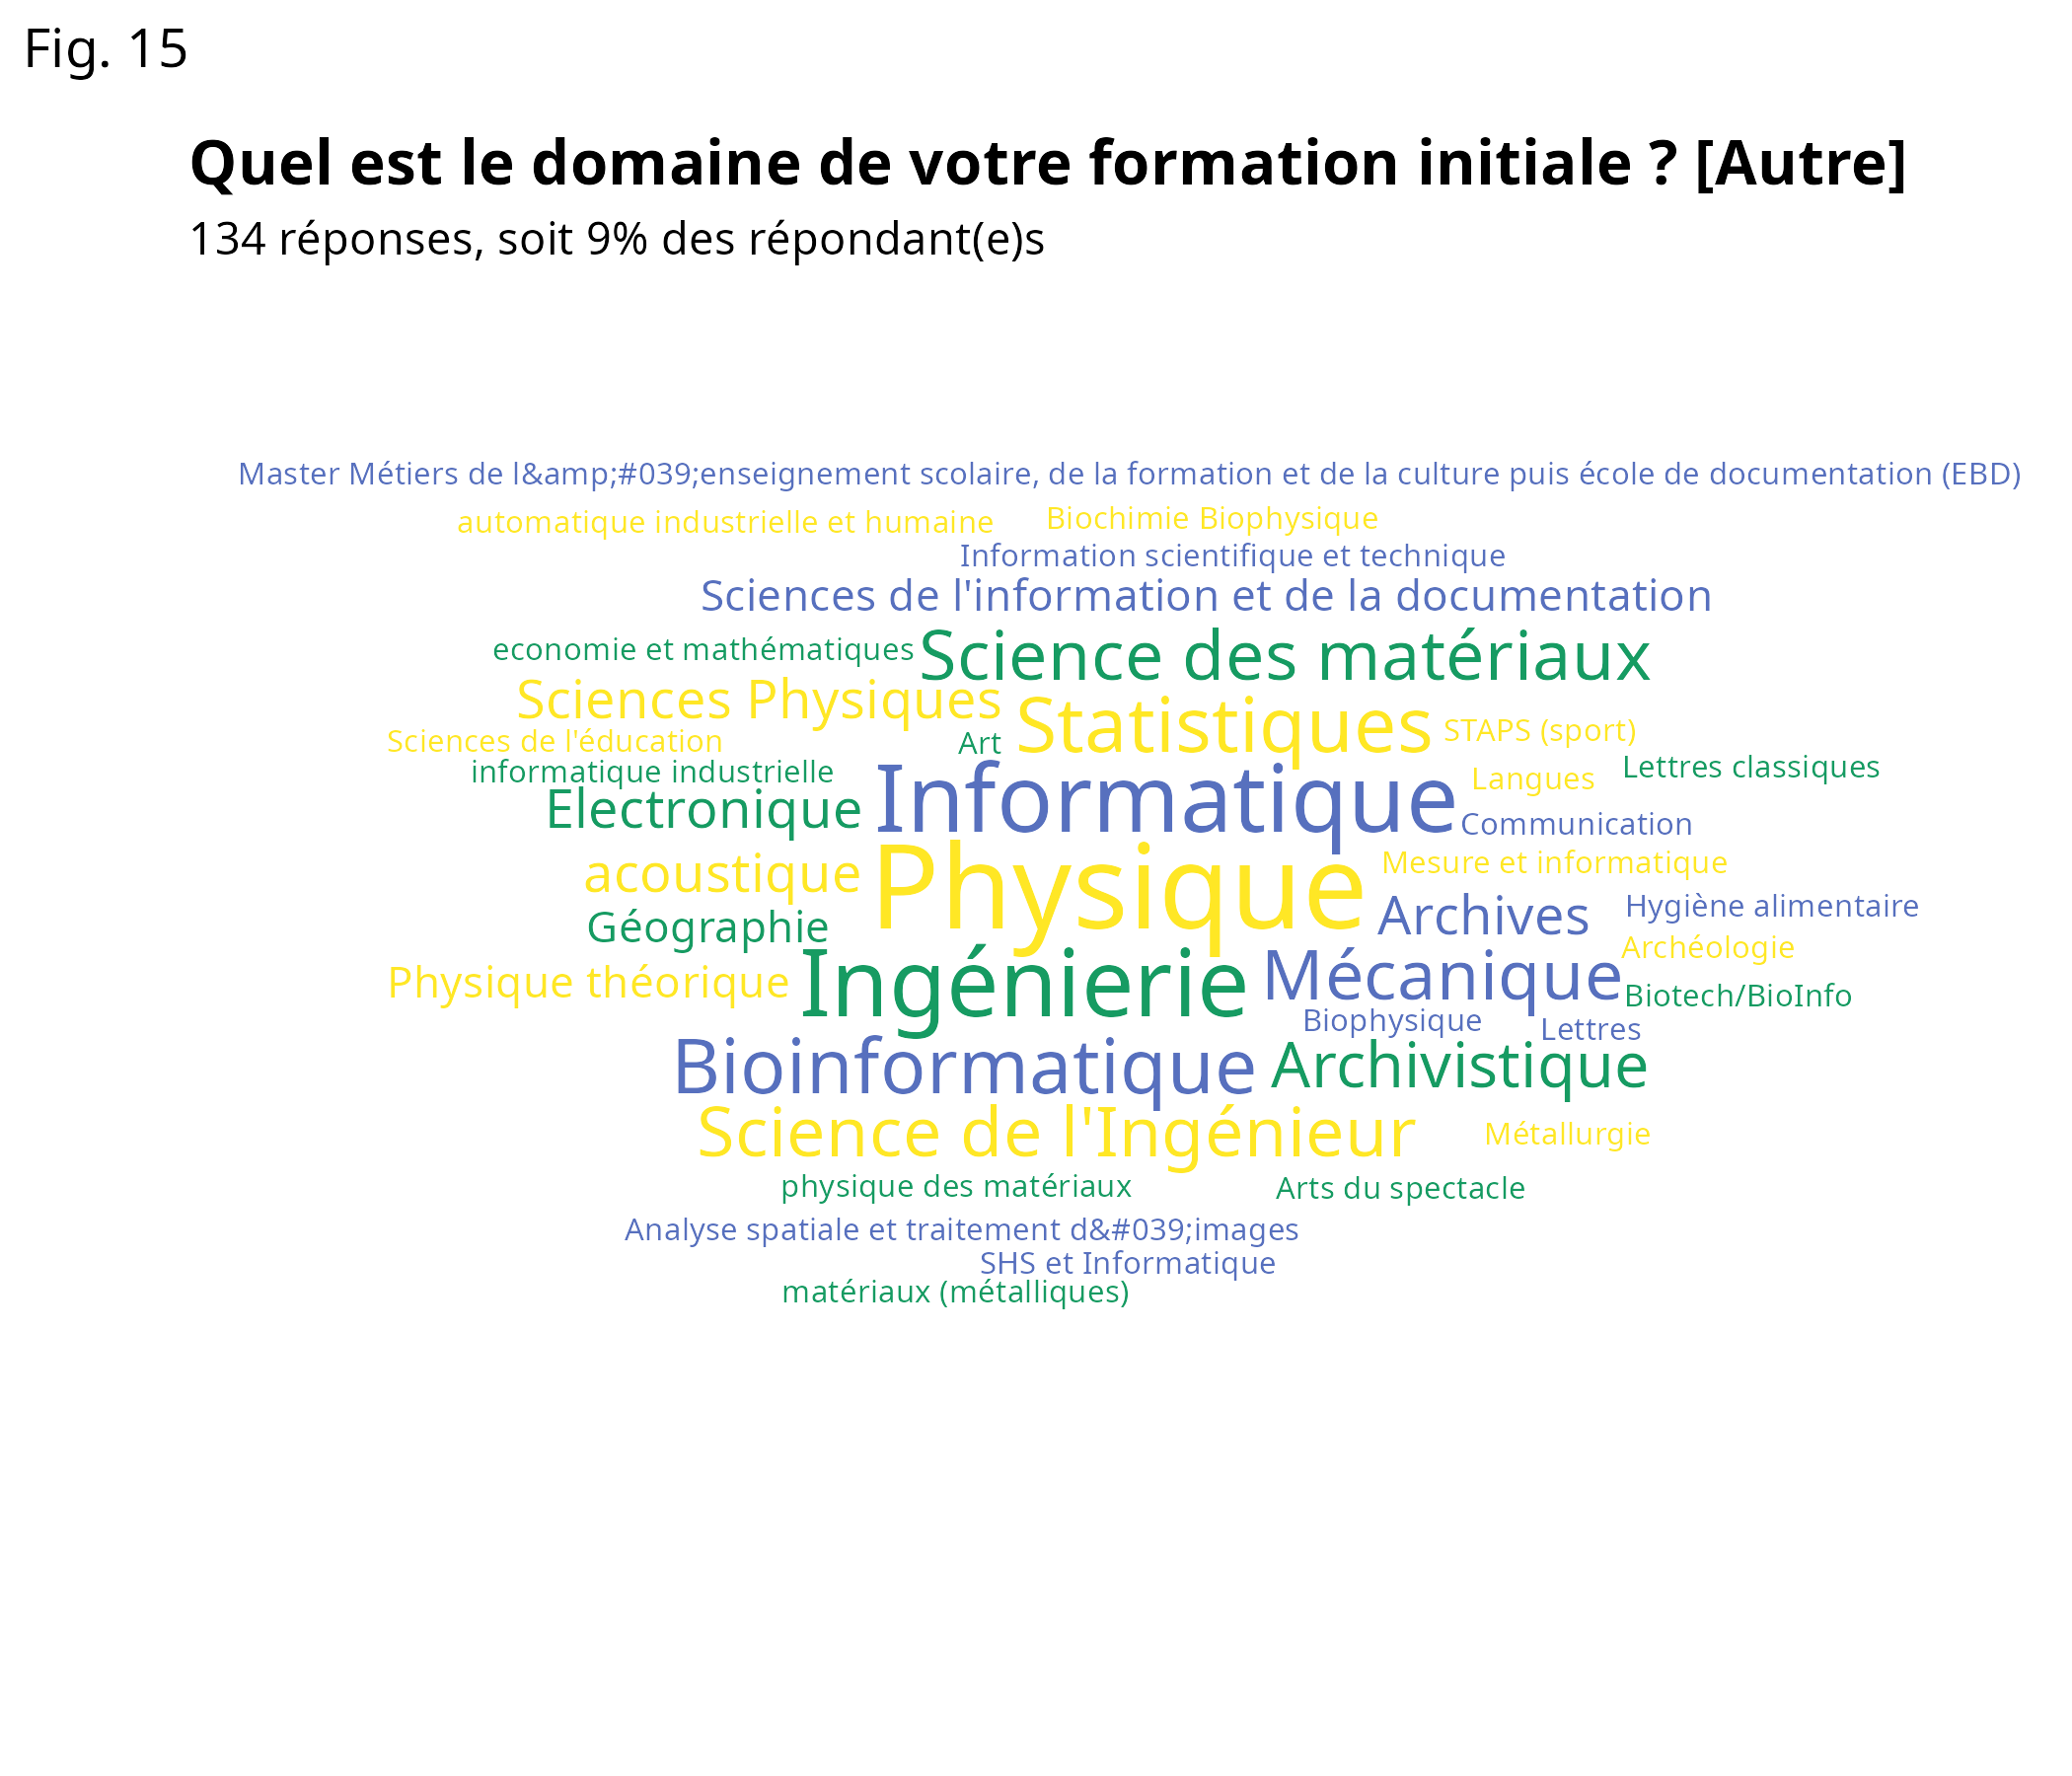 Fig. 15
Quel est le domaine de votre formation initiale ? [Autre]
134 réponses, soit 9% des répondant(e)s
Master Métiers de l&amp;#039;enseignement scolaire, de la formation et de la culture puis école de documentation (EBD)
automatique industrielle et humaine
Biochimie Biophysique
Information scientifique et technique
Sciences de l'information et de la documentation
economie et mathématiques
Science des matériaux
Sciences Physiques
Statistiques
STAPS (sport)
Sciences de l'éducation
Art
informatique industrielle
Informatique
Langues
Lettres classiques
Electronique
Communication
acoustique
Physique
Mesure et informatique
Archives
Hygiène alimentaire
Géographie
Archéologie
Physique théorique
Ingénierie
Mécanique
Biotech/BioInfo
Biophysique
Lettres
Bioinformatique
Archivistique
Science de l'Ingénieur
Métallurgie
physique des matériaux
Arts du spectacle
Analyse spatiale et traitement d&#039;images
SHS et Informatique
matériaux (métalliques)